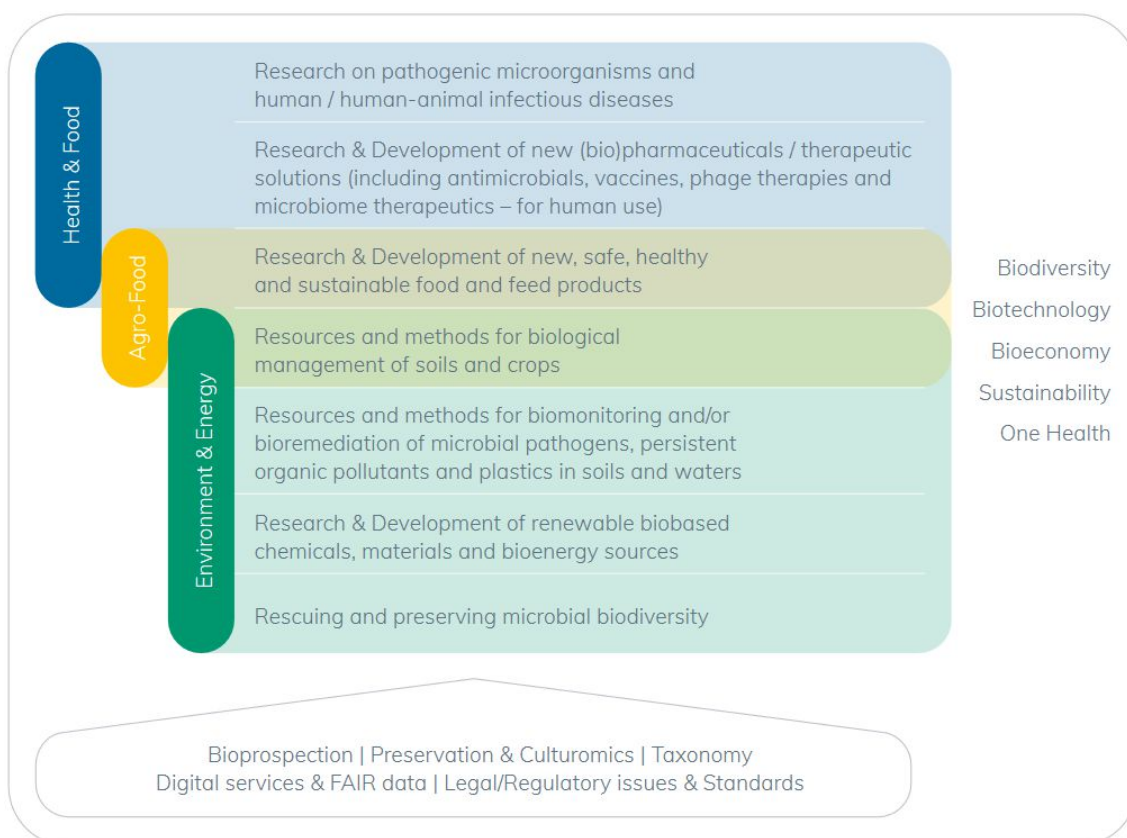 Health & Food
Research on pathogenic microorganisms and
human / human-animal infectious diseases
Research & Development of new (bio)pharmaceuticals / therapeutic
solutions (including antimicrobials, vaccines, phage therapies and
microbiome therapeutics – for human use)
Agro-Food
Research & Development of new, safe, healthy
and sustainable food and feed products
Environment & Energy
Resources and methods for biological
management of soils and crops
Resources and methods for biomonitoring and/or
bioremediation of microbial pathogens, persistent
organic pollutants and plastics in soils and waters
Research & Development of renewable biobased
chemicals, materials and bioenergy sources
Rescuing and preserving microbial biodiversity
Biodiversity
Biotechnology
Bioeconomy
Sustainability
One Health
Bioprospection | Preservation & Culturomics | Taxonomy
Digital services & FAIR data | Legal/Regulatory issues & Standards